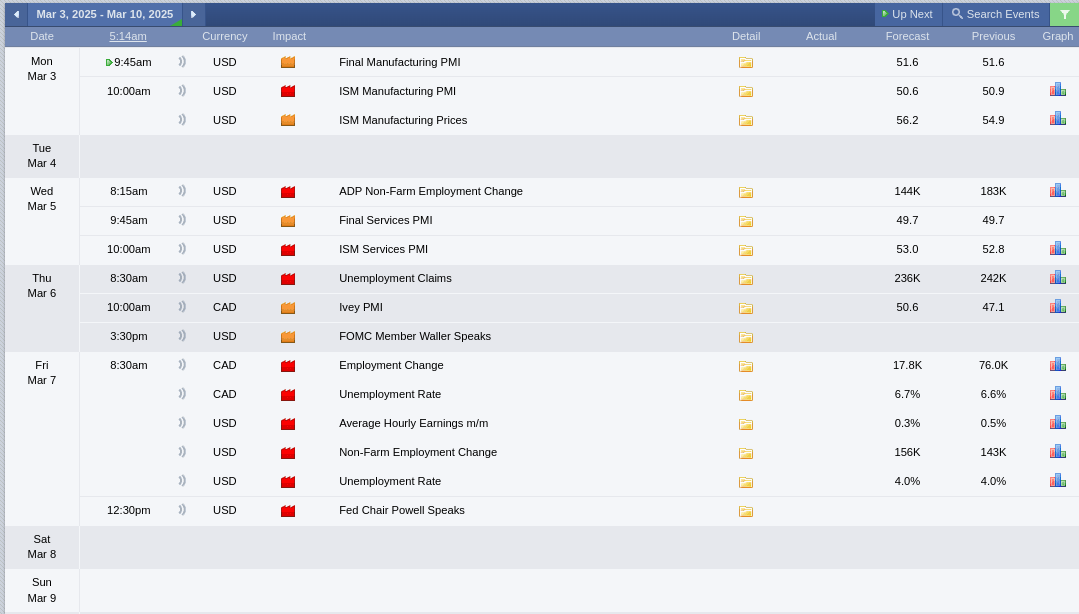 Mar 3, 2025 - Mar 10, 2025 Up Next Search Events
Date 5:14am Currency Impact Detail Actual Forecast Previous Graph
Mon 9:45am USD Final Manufacturing PMI 51.6 51.6
Mar 3
10:00am USD ISM Manufacturing PMI 50.6 50.9
USD ISM Manufacturing Prices 56.2 54.9
Tue
Mar 4
Wed 8:15am USD ADP Non-Farm Employment Change 144K 183K
Mar 5
9:45am USD Final Services PMI 49.7 49.7
10:00am USD ISM Services PMI 53.0 52.8
Thu 8:30am USD Unemployment Claims 236K 242K
Mar 6
10:00am CAD Ivey PMI 50.6 47.1
3:30pm USD FOMC Member Waller Speaks
Fri 8:30am CAD Employment Change 17.8K 76.0K
Mar 7
CAD Unemployment Rate 6.7% 6.6%
USD Average Hourly Earnings m/m 0.3% 0.5%
USD Non-Farm Employment Change 156K 143K
USD Unemployment Rate 4.0% 4.0%
12:30pm USD Fed Chair Powell Speaks
Sat
Mar 8
Sun
Mar 9